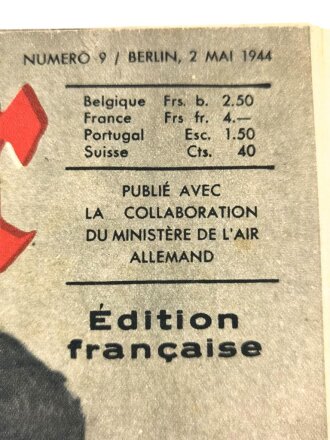 NUMERO 9 / BERLIN, 2 MAI 1944
Belgique Frs. b. 2.50
France Frs fr. 4.—
Portugal Esc. 1.50
Suisse Cts. 40
PUBLIÉ AVEC
LA COLLABORATION
DU MINISTÈRE DE L'AIR
ALLEMAND
Édition
française